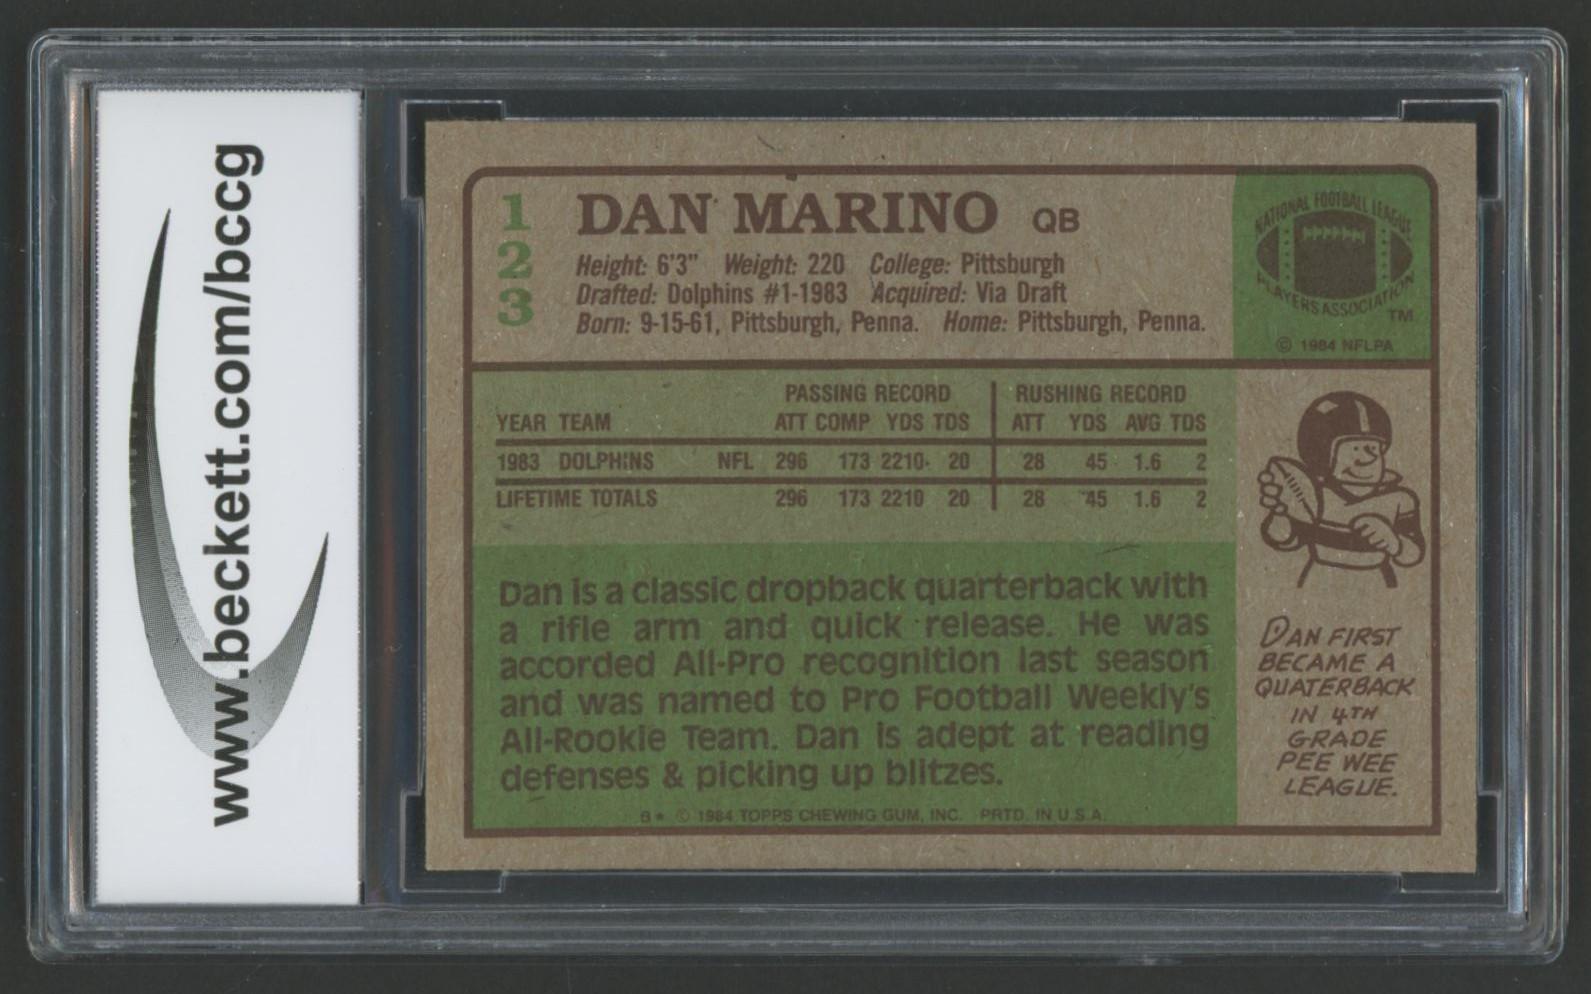 www.beckett.com/bccg
1
2
3
DAN MARINO QB
Height: 6'3" Weight: 220 College: Pittsburgh
Drafted: Dolphins #1-1983 Acquired: Via Draft
Born: 9-15-61, Pittsburgh, Penna. Home: Pittsburgh, Penna.
NATIONAL FOOTBALL LEAGUE
PLAYERS ASSOCIATION
TM
© 1984 NFLPA
PASSING RECORD RUSHING RECORD
YEAR TEAM ATT COMP YDS TDS ATT YDS AVG TDS
1983 DOLPHINS NFL 296 173 2210 20 28 45 1.6 2
LIFETIME TOTALS 296 173 2210 20 28 45 1.6 2
Dan is a classic dropback quarterback with
a rifle arm and quick release. He was
accorded All-Pro recognition last season
and was named to Pro Football Weekly's
All-Rookie Team. Dan is adept at reading
defenses & picking up blitzes.
DAN FIRST
BECAME A
QUATERBACK
IN 4TH
GRADE
PEE WEE
LEAGUE.
B* © 1984 TOPPS CHEWING GUM, INC. PRTD. IN U.S.A.